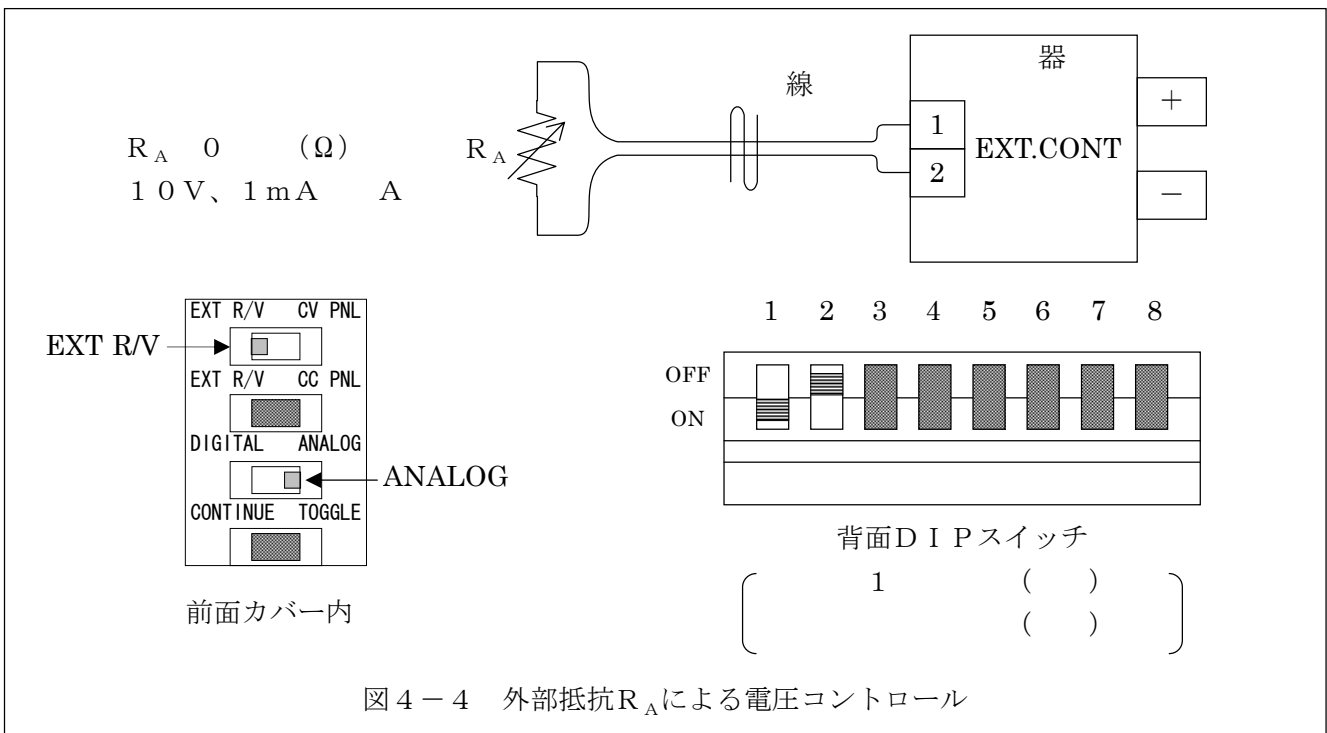 器
線
+
R_A 0 (Ω)
R_A
1
EXT.CONT
2
10V、1mA A
−
EXT R/V CV PNL
EXT R/V
EXT R/V CC PNL
DIGITAL ANALOG
ANALOG
CONTINUE TOGGLE
前面カバー内
1 2 3 4 5 6 7 8
OFF
ON
背面DIPスイッチ
1 ( )
( )
図4-4 外部抵抗R_Aによる電圧コントロール